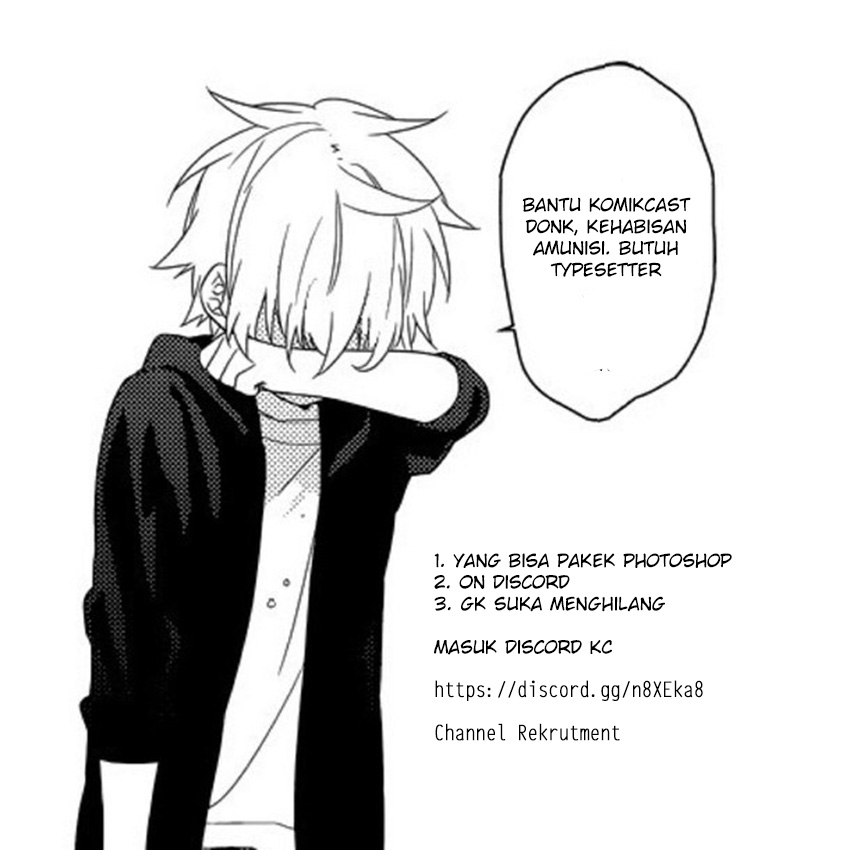 BANTU KOMIKCAST
DONK, KEHABISAN
AMUNISI. BUTUH
TYPESETTER
1. YANG BISA PAKEK PHOTOSHOP
2. ON DISCORD
3. GK SUKA MENGHILANG
MASUK DISCORD KC
https://discord.gg/n8XEka8
Channel Rekrutment